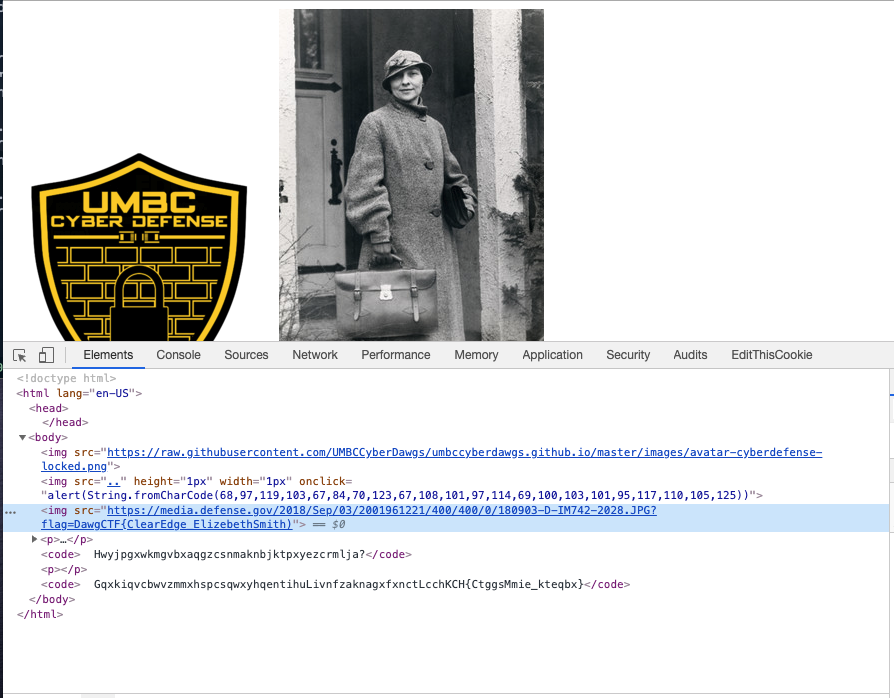 UMBC
CYBER DEFENSE
Elements Console Sources Network Performance Memory Application Security Audits EditThisCookie
<!doctype html>
<html lang="en-US">
<head>
</head>
▼<body>
<img src="https://raw.githubusercontent.com/UMBCCyberDawgs/umbccyberdawgs.github.io/master/images/avatar-cyberdefense-
locked.png">
<img src=".." height="1px" width="1px" onclick=
"alert(String.fromCharCode(68,97,119,103,67,84,70,123,67,108,101,97,114,69,100,103,101,95,117,110,105,125))">
… <img src="https://media.defense.gov/2018/Sep/03/2001961221/400/400/0/180903-D-IM742-2028.JPG?
flag=DawgCTF{ClearEdge_ElizebethSmith}"> == $0
▶<p>…</p>
<code> Hwyjpgxwkmgvbxaqgzcsnmaknbjktpxyezcrmlja?</code>
<p></p>
<code> GqxkiqvcbwvzmmxhspcsqwxyhqentihuLivnfzaknagxfxnctLcchKCH{CtggsMmie_kteqbx}</code>
</body>
</html>